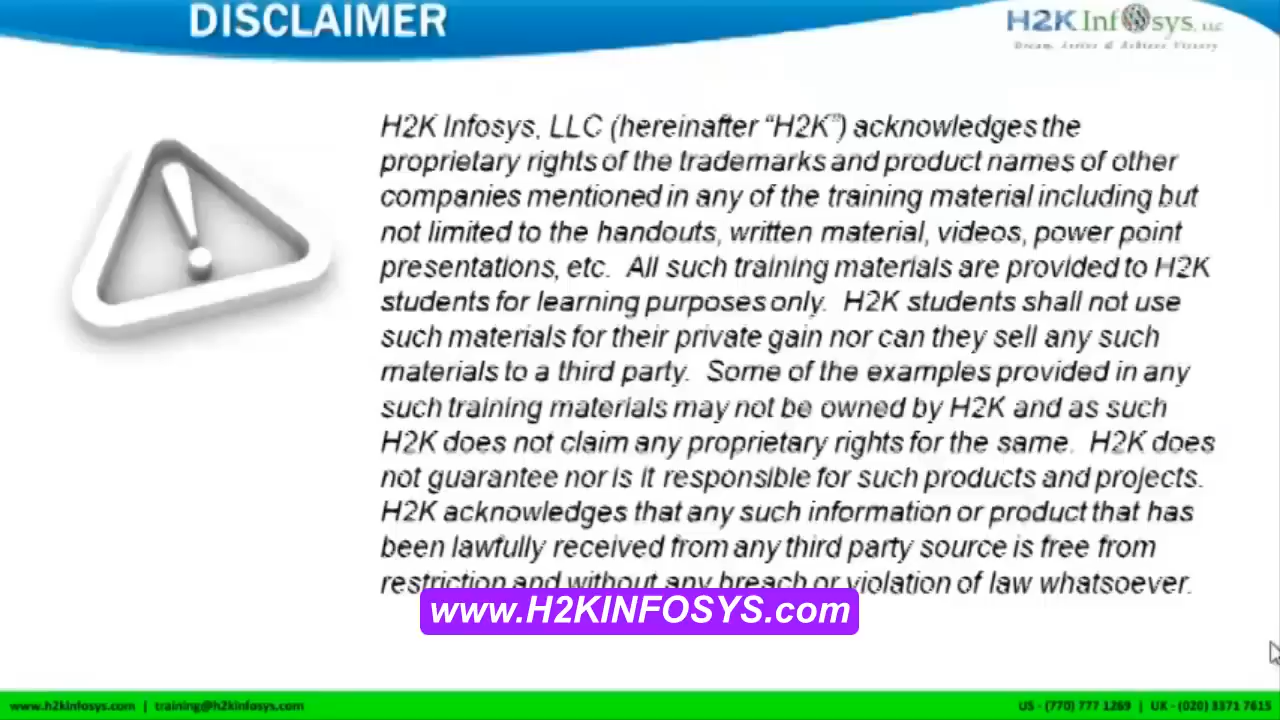 DISCLAIMER
H2K Infosys, LLC
Dream, Strive & Achieve Victory
H2K Infosys, LLC (hereinafter “H2K”) acknowledges the
proprietary rights of the trademarks and product names of other
companies mentioned in any of the training material including but
not limited to the handouts, written material, videos, power point
presentations, etc. All such training materials are provided to H2K
students for learning purposes only. H2K students shall not use
such materials for their private gain nor can they sell any such
materials to a third party. Some of the examples provided in any
such training materials may not be owned by H2K and as such
H2K does not claim any proprietary rights for the same. H2K does
not guarantee nor is it responsible for such products and projects.
H2K acknowledges that any such information or product that has
been lawfully received from any third party source is free from
restriction and without any breach or violation of law whatsoever.
www.H2KINFOSYS.com
www.h2kinfosys.com | training@h2kinfosys.com
US - (770) 777 1269 | UK - (020) 3371 7615